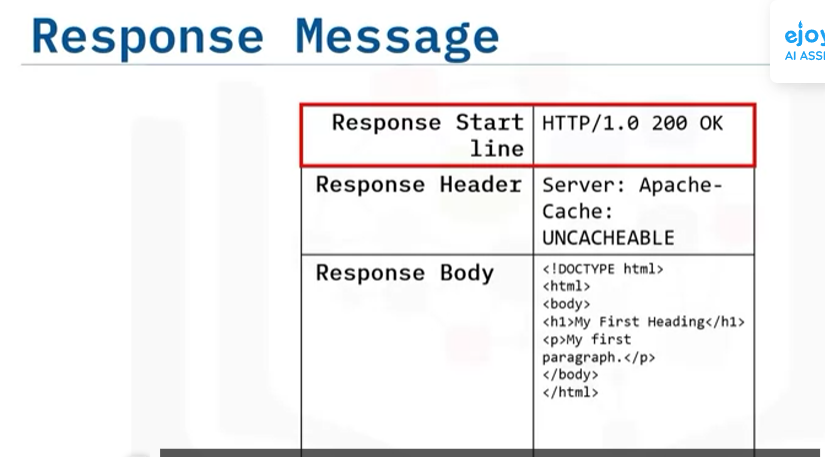 Response Message
ejoy
AI ASSI
Response Start
line
HTTP/1.0 200 OK
Response Header
Server: Apache-
Cache:
UNCACHEABLE
Response Body
<!DOCTYPE html>
<html>
<body>
<h1>My First Heading</h1>
<p>My first
paragraph.</p>
</body>
</html>